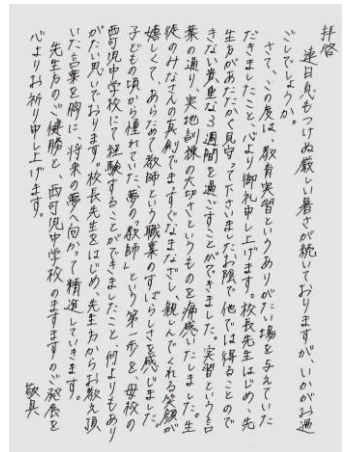 拝啓
連日息もつけぬ厳しい暑さが続いておりますが、いかがお過
ごしでしょうか。
さて、この度は、教育実習というありがたい場を与えていた
だきましたこと、心より御礼申し上げます。校長先生はじめ、先
生方があたたかく見守って下さいましたお陰で、他では得ることので
きない貴重な3週間を過ごすことができました。実習という言
葉の通り、実地訓練の大切さというものを痛感いたしました。生
徒のみなさんの真剣でまっすぐなまなざし、親しんでくれる笑顔が
嬉しくて、あらためて教師という職業のすばらしさを感じました。
子どもの頃から憧れていた夢の「教師」という第一歩を母校の
西可児中学校にて経験することができましたこと、何よりもあり
がたい思いでおります。校長先生をはじめ、先生方からお教え頂
いた言葉を胸に、将来の夢へ向かって精進していきます。
先生方のご健勝と、西可児中学校のますますのご発展を
心よりお祈り申し上げます。
敬具